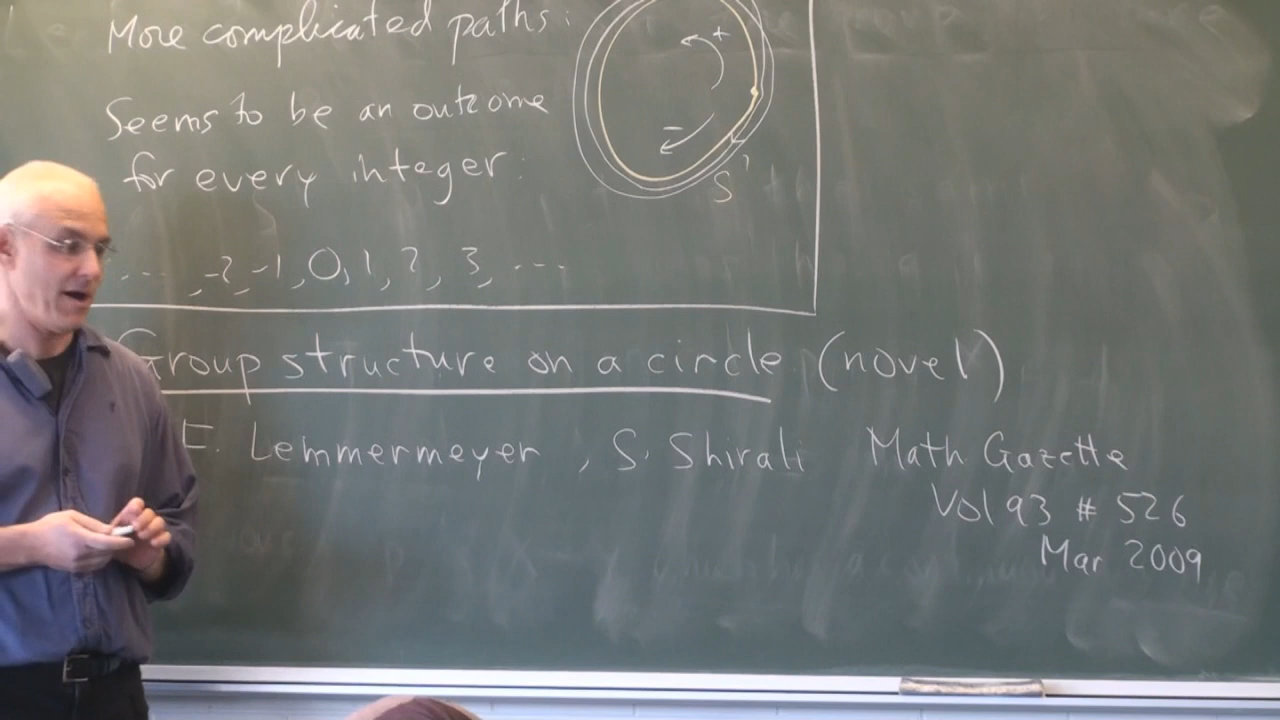 More complicated paths:
+
-
S¹
Seems to be an outcome
for every integer:
... , -2, -1, 0, 1, 2, 3, ...
Group structure on a circle (novel)
F. Lemmermeyer, S. Shirali Math Gazette
Vol 93 # 526
Mar 2009